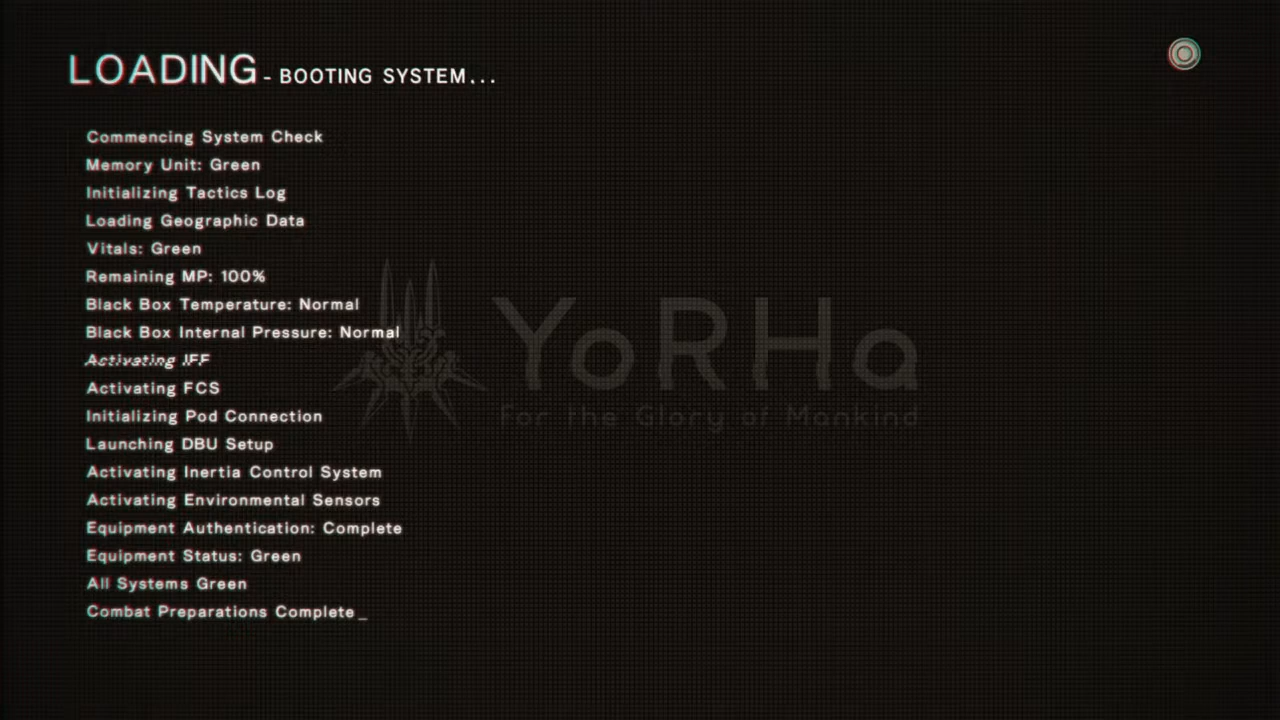 LOADING - BOOTING SYSTEM...
Commencing System Check
Memory Unit: Green
Initializing Tactics Log
Loading Geographic Data
Vitals: Green
Remaining MP: 100%
Black Box Temperature: Normal
Black Box Internal Pressure: Normal
Activating IFF
Activating FCS
Initializing Pod Connection
Launching DBU Setup
Activating Inertia Control System
Activating Environmental Sensors
Equipment Authentication: Complete
Equipment Status: Green
All Systems Green
Combat Preparations Complete_
YoRHa
For the Glory of Mankind